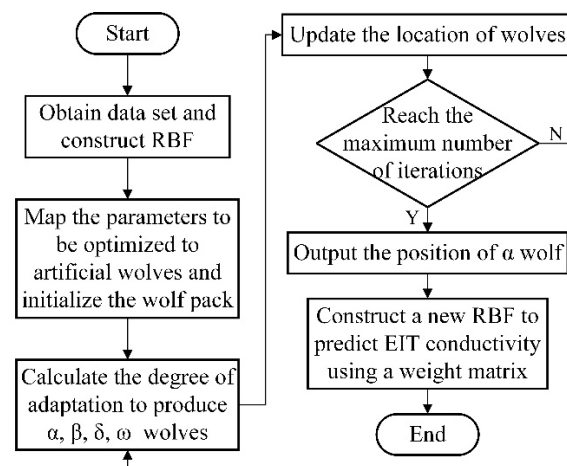 Start
Obtain data set and
construct RBF
Map the parameters to
be optimized to
artificial wolves and
initialize the wolf pack
Calculate the degree of
adaptation to produce
α, β, δ, ω wolves
Update the location of wolves
Reach the
maximum number
of iterations
N
Y
Output the position of α wolf
Construct a new RBF to
predict EIT conductivity
using a weight matrix
End